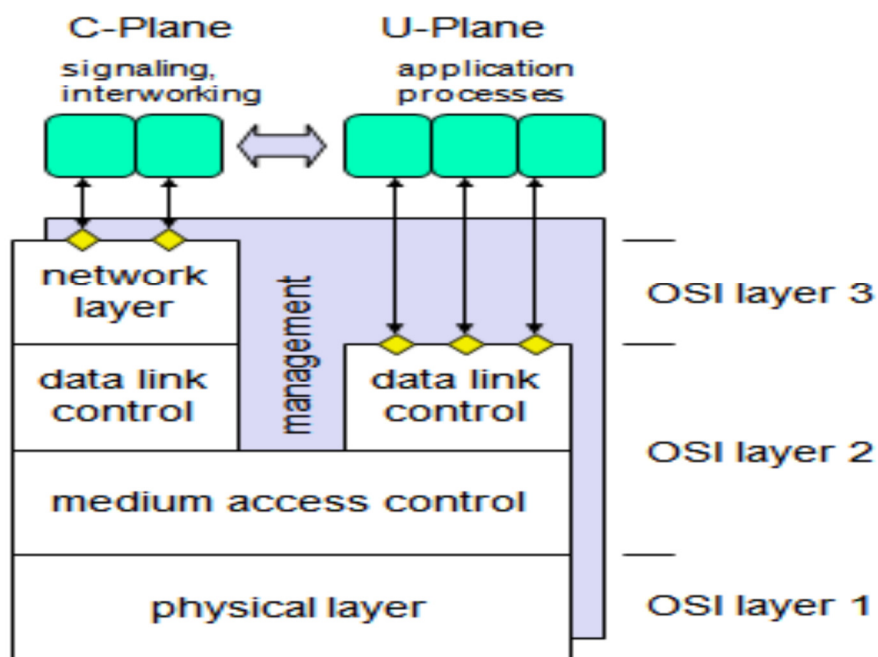 C-Plane
U-Plane
signaling,
interworking
application
processes
network
layer
management
OSI layer 3
data link
control
data link
control
OSI layer 2
medium access control
physical layer
OSI layer 1